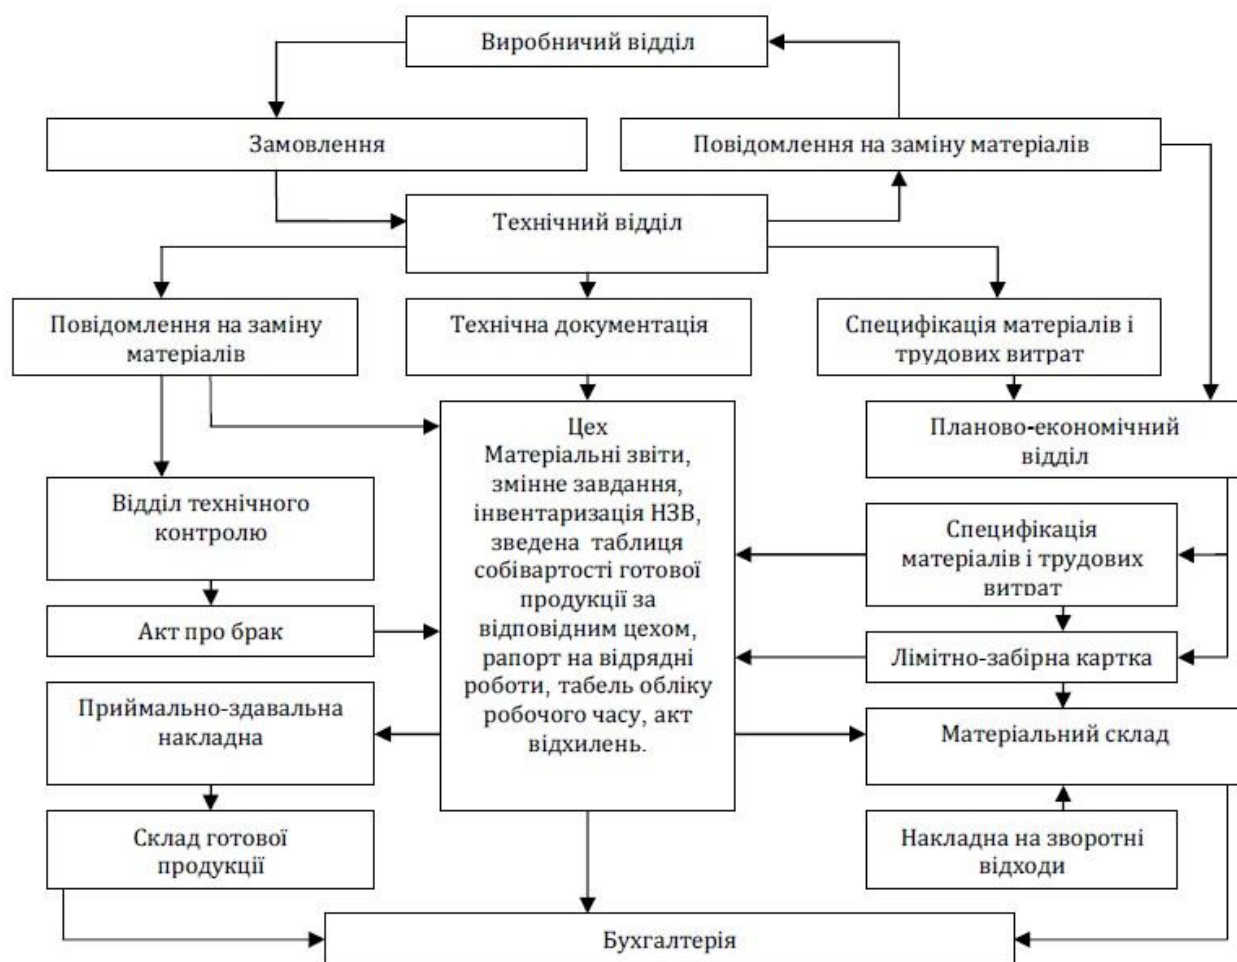 Виробничий відділ
Замовлення
Повідомлення на заміну матеріалів
Технічний відділ
Повідомлення на заміну
матеріалів
Технічна документація
Специфікація матеріалів і
трудових витрат
Цех
Матеріальні звіти,
змінне завдання,
інвентаризація НЗВ,
зведена таблиця
собівартості готової
продукції за
відповідним цехом,
рапорт на відрядні
роботи, табель обліку
робочого часу, акт
відхилень.
Планово-економічний
відділ
Відділ технічного
контролю
Специфікація
матеріалів і трудових
витрат
Акт про брак
Лімітно-забірна картка
Приймально-здавальна
накладна
Матеріальний склад
Склад готової
продукції
Накладна на зворотні
відходи
Бухгалтерія